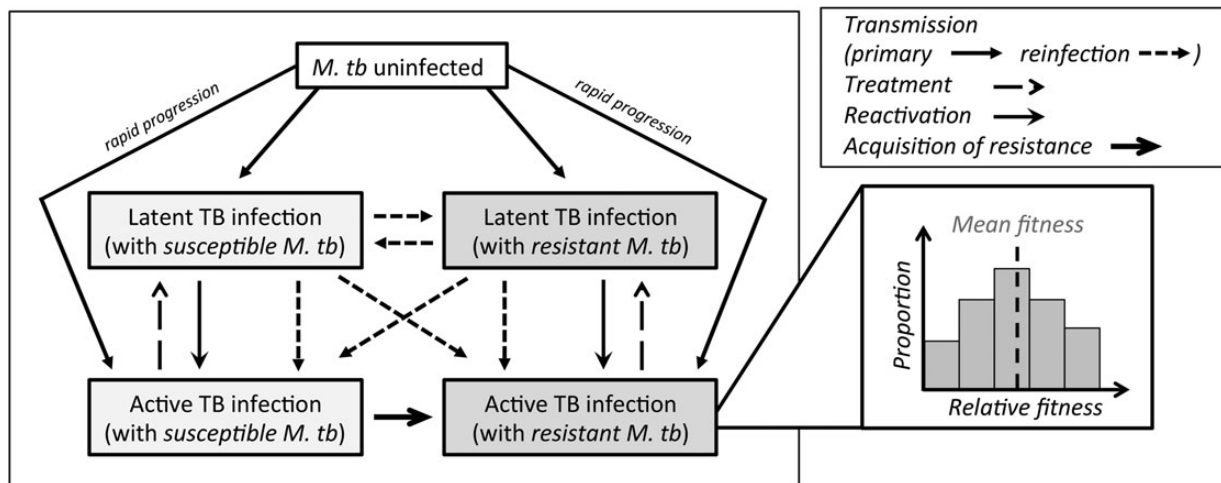 M. tb uninfected
rapid progression
rapid progression
Latent TB infection
(with susceptible M. tb)
Latent TB infection
(with resistant M. tb)
Active TB infection
(with susceptible M. tb)
Active TB infection
(with resistant M. tb)
Transmission
(primary reinfection )
Treatment
Reactivation
Acquisition of resistance
Mean fitness
Proportion
Relative fitness